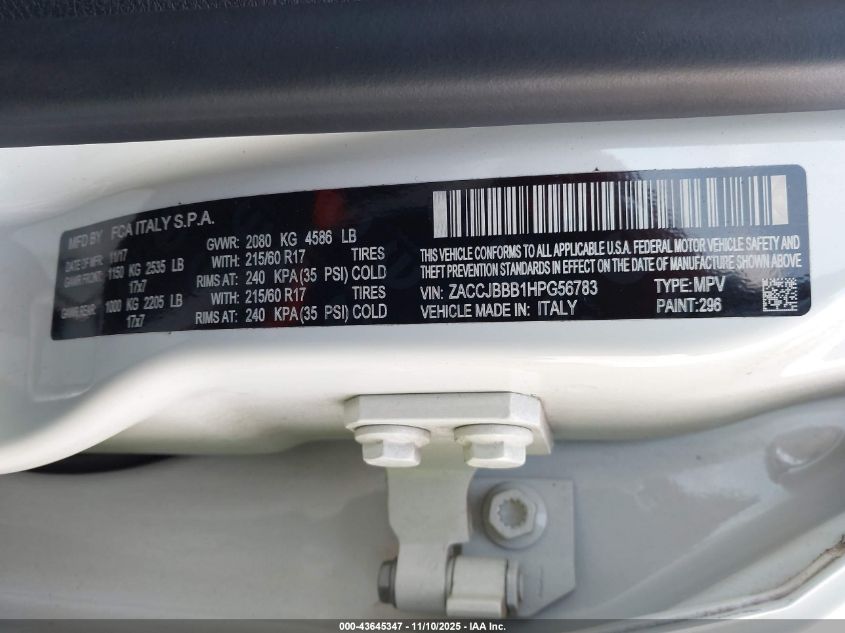 MFD BY FCA ITALY S.P.A.
DATE OF MFR: 11/17 GVWR: 2080 KG 4586 LB
GAWR FRONT: 1150 KG 2535 LB WITH: 215/60 R17 TIRES
17x7 RIMS AT: 240 KPA(35 PSI) COLD
GAWR REAR: 1000 KG 2205 LB WITH: 215/60 R17 TIRES
17x7 RIMS AT: 240 KPA(35 PSI) COLD
THIS VEHICLE CONFORMS TO ALL APPLICABLE U.S.A. FEDERAL MOTOR VEHICLE SAFETY AND
THEFT PREVENTION STANDARDS IN EFFECT ON THE DATE OF MANUFACTURE SHOWN ABOVE.
VIN: ZACCJBBB1HPG56783 TYPE: MPV
VEHICLE MADE IN: ITALY PAINT:296
000-43645347 - 11/10/2025 - IAA Inc.